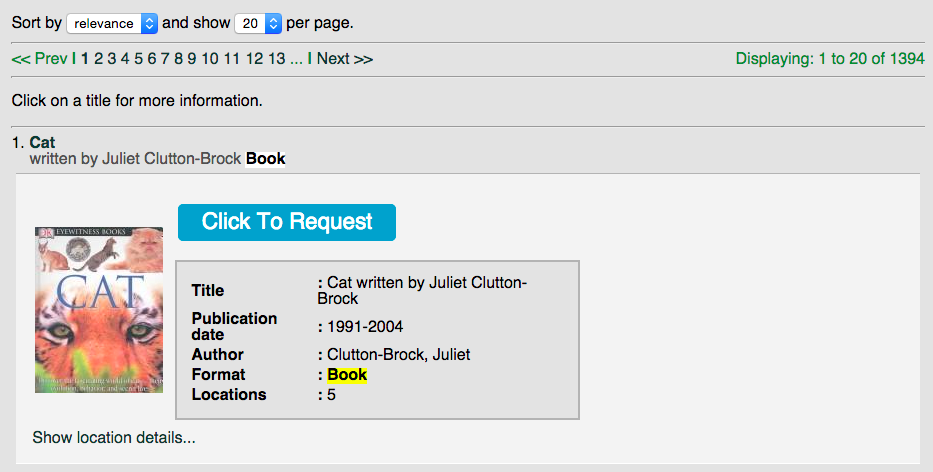 Sort by relevance and show 20 per page.
<< Prev | 1 2 3 4 5 6 7 8 9 10 11 12 13 ... | Next >> Displaying: 1 to 20 of 1394
Click on a title for more information.
1. Cat
written by Juliet Clutton-Brock Book
Click To Request
DK EYEWITNESS BOOKS
CAT
Title : Cat written by Juliet Clutton-
Brock
Publication
date : 1991-2004
Author : Clutton-Brock, Juliet
Format : Book
Locations : 5
Show location details...